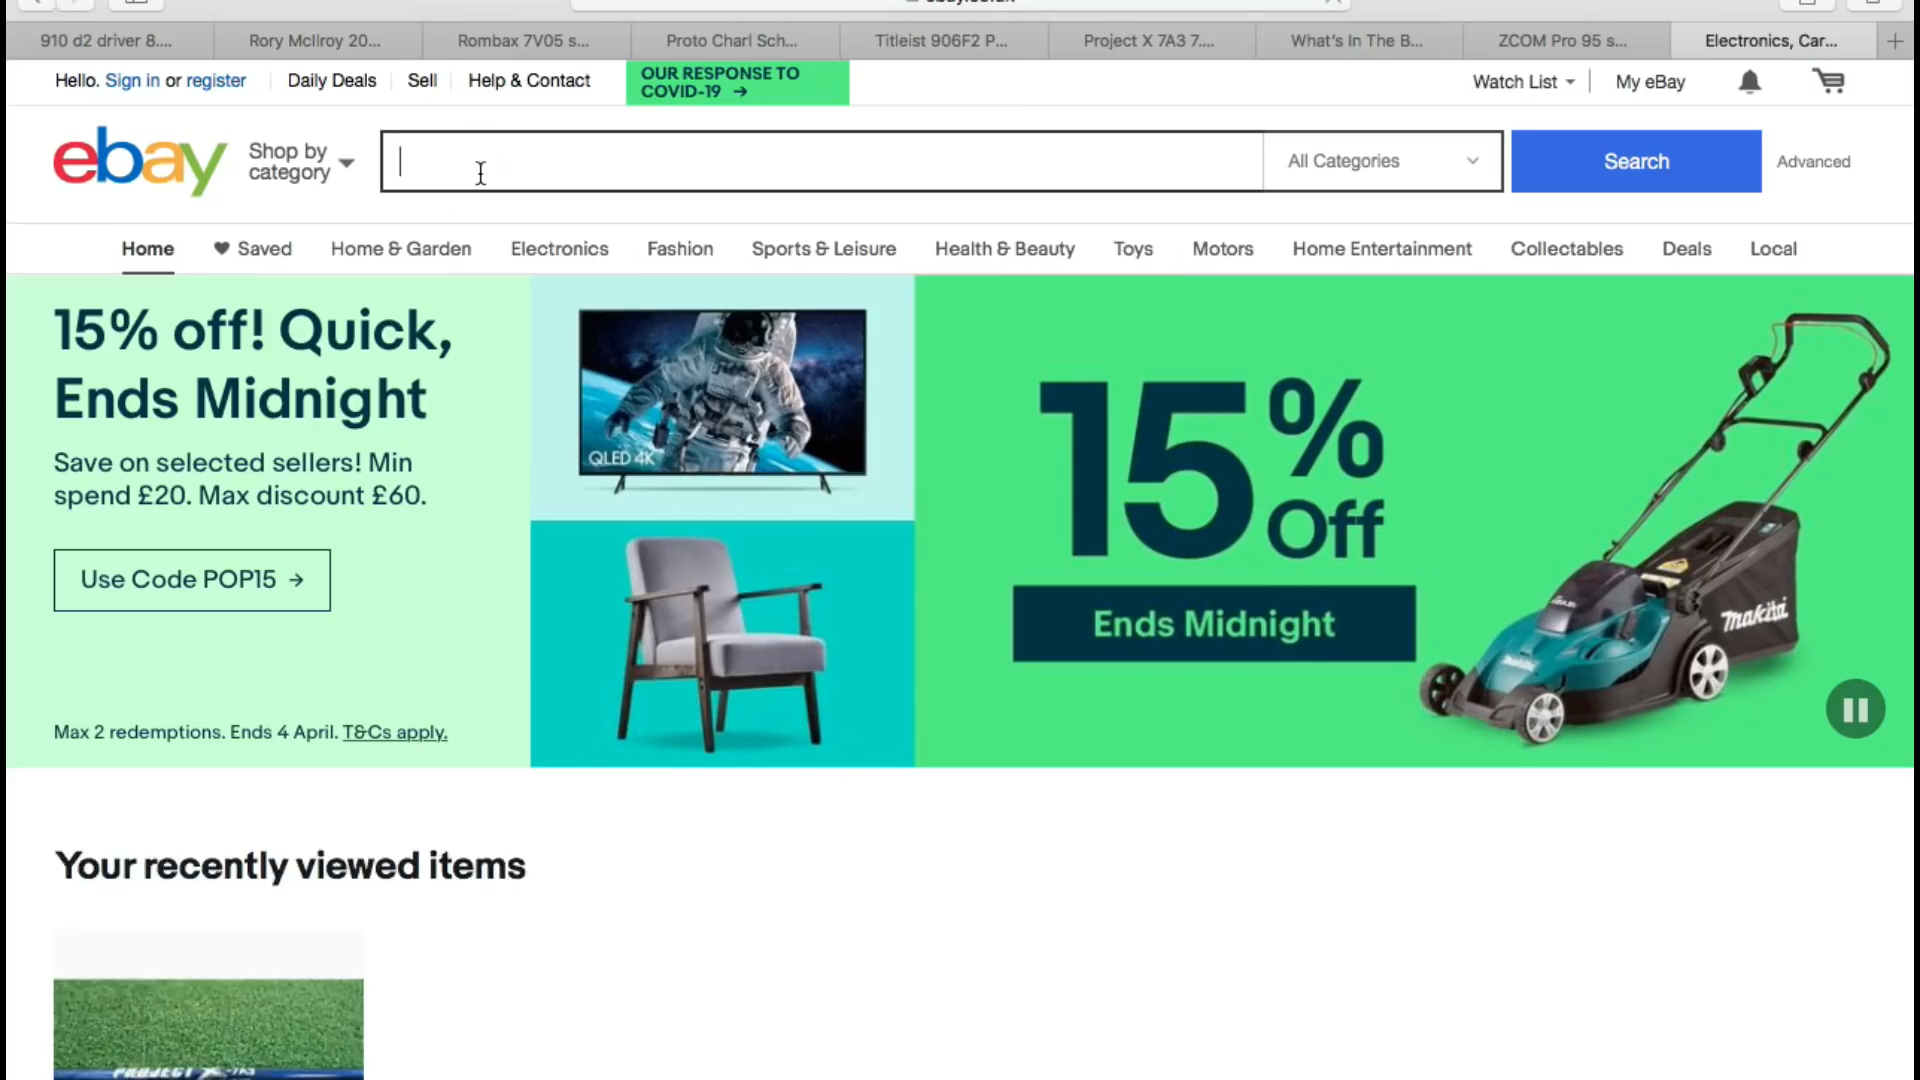 910 d2 driver 8....
Rory McIlroy 20...
Rombax 7V05 s...
Proto Charl Sch...
Titleist 906F2 P...
Project X 7A3 7....
What's In The B...
ZCOM Pro 95 s...
Electronics, Car...
Hello. Sign in or register
Daily Deals
Sell
Help & Contact
OUR RESPONSE TO
COVID-19 →
Watch List
My eBay
ebay
Shop by
category
All Categories
Search
Advanced
Home
Saved
Home & Garden
Electronics
Fashion
Sports & Leisure
Health & Beauty
Toys
Motors
Home Entertainment
Collectables
Deals
Local
15% off! Quick,
Ends Midnight
Save on selected sellers! Min
spend £20. Max discount £60.
Use Code POP15 →
Max 2 redemptions. Ends 4 April. T&Cs apply.
QLED 4K
15%
Off
Ends Midnight
makita
Your recently viewed items
PROJECT X